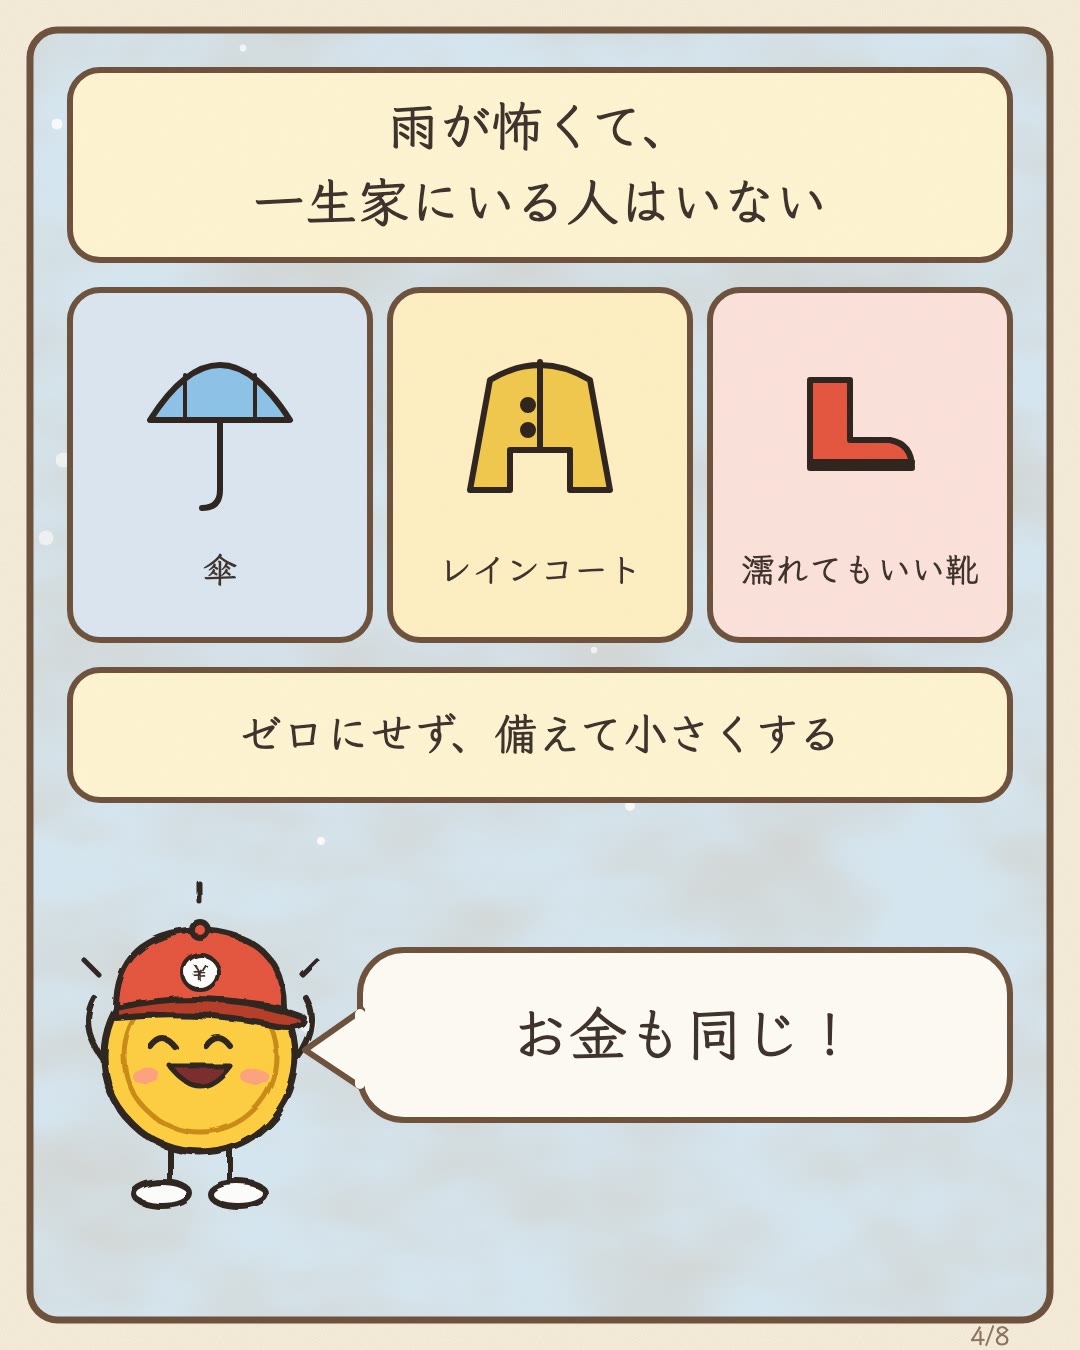 雨が怖くて、
一生家にいる人はいない
傘
レインコート
濡れてもいい靴
ゼロにせず、備えて小さくする
¥
お金も同じ！
4/8